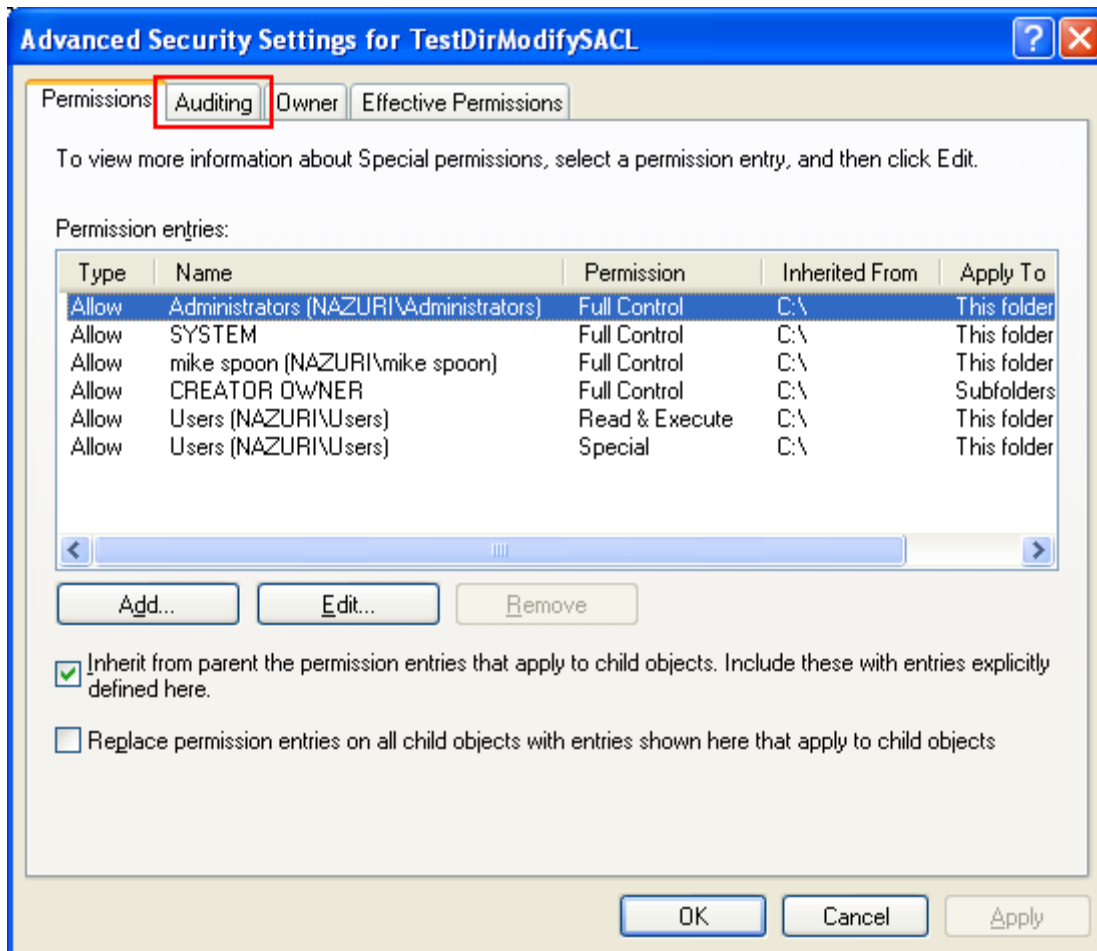 Advanced Security Settings for TestDirModifySACL
Permissions Auditing Owner Effective Permissions
To view more information about Special permissions, select a permission entry, and then click Edit.
Permission entries:
Type Name Permission Inherited From Apply To
Allow Administrators (NAZURI\Administrators) Full Control C:\ This folder
Allow SYSTEM Full Control C:\ This folder
Allow mike spoon (NAZURI\mike spoon) Full Control C:\ This folder
Allow CREATOR OWNER Full Control C:\ Subfolders
Allow Users (NAZURI\Users) Read & Execute C:\ This folder
Allow Users (NAZURI\Users) Special C:\ This folder
Add... Edit... Remove
Inherit from parent the permission entries that apply to child objects. Include these with entries explicitly
defined here.
Replace permission entries on all child objects with entries shown here that apply to child objects
OK Cancel Apply